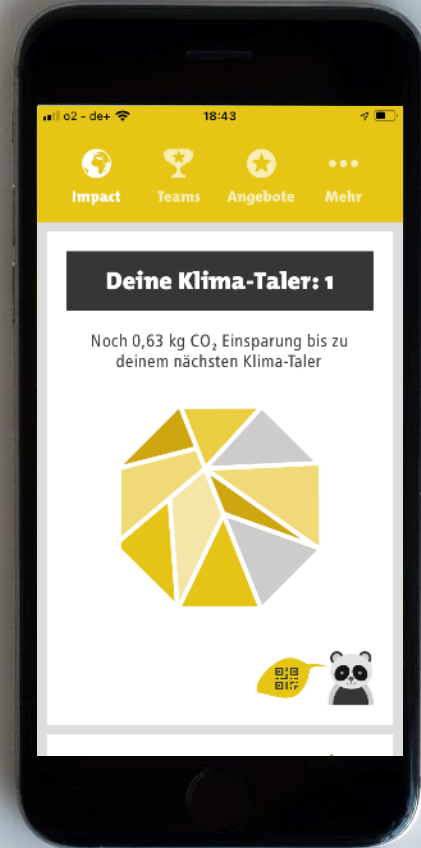 o2 - de+ 18:43
Impact Teams Angebote Mehr
Deine Klima-Taler: 1
Noch 0,63 kg CO₂ Einsparung bis zu
deinem nächsten Klima-Taler